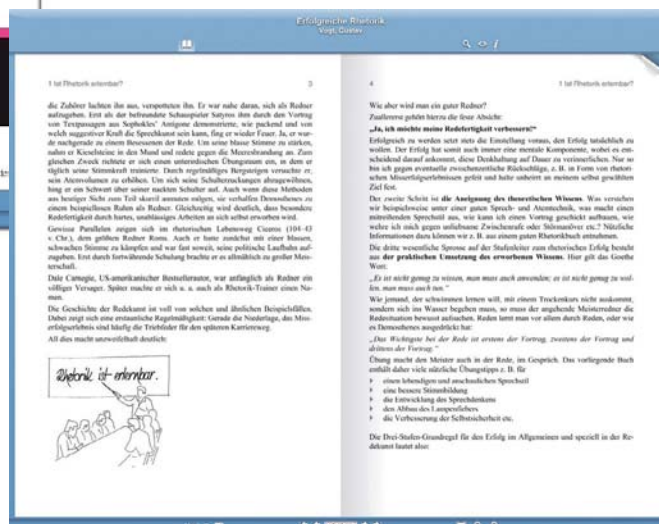 Erfolgreiche Rhetorik
Vogt, Gustav
1 Ist Rhetorik erlernbar? 3
die Zuhörer lachten ihn aus, verspotteten ihn. Er war nahe daran, sich als Redner
aufzugeben. Erst als der befreundete Schauspieler Satyros ihm durch den Vortrag
von Textpassagen aus Sophokles' Antigone demonstrierte, wie packend und von
welch suggestiver Kraft die Sprechkunst sein kann, fing er wieder Feuer. Ja, er wur-
de nachgerade zu einem Besessenen der Rede. Um seine blasse Stimme zu stärken,
nahm er Kieselsteine in den Mund und redete gegen die Meeresbrandung an. Zum
gleichen Zweck richtete er sich einen unterirdischen Übungsraum ein, in dem er
täglich seine Stimmkraft trainierte. Durch regelmäßiges Bergsteigen versuchte er,
sein Atemvolumen zu erhöhen. Um sich seine Schulterzuckungen abzugewöhnen,
hing er ein Schwert über seiner nackten Schulter auf. Auch wenn diese Methoden
aus heutiger Sicht zum Teil skurril anmuten mögen, sie verhalfen Demosthenes zu
einem beispiellosen Ruhm als Redner. Gleichzeitig wird deutlich, dass besondere
Redefertigkeit durch hartes, unablässiges Arbeiten an sich selbst erworben wird.
Gewisse Parallelen zeigen sich im rhetorischen Lebensweg Ciceros (104-43
v. Chr.), dem größten Redner Roms. Auch er hatte zunächst mit einer blassen,
schwachen Stimme zu kämpfen und war fast soweit, seine politische Laufbahn auf-
zugeben. Erst durch fortwährende Schulung brachte er es allmählich zu großer Meis-
terschaft.
Dale Carnegie, US-amerikanischer Bestsellerautor, war anfänglich als Redner ein
völliger Versager. Später machte er sich u. a. auch als Rhetorik-Trainer einen Na-
men.
Die Geschichte der Redekunst ist voll von solchen und ähnlichen Beispielsfällen.
Dabei zeigt sich eine erstaunliche Regelmäßigkeit: Gerade die Niederlage, das Miss-
erfolgserlebnis sind häufig die Triebfeder für den späteren Karriereweg.
All dies macht unzweifelhaft deutlich:
Rhetorik ist erlernbar.
4 1 Ist Rhetorik erlernbar?
Wie aber wird man ein guter Redner?
Zuallererst gehört hierzu die feste Absicht:
„Ja, ich möchte meine Redefertigkeit verbessern!“
Erfolgreich zu werden setzt stets die Einstellung voraus, den Erfolg tatsächlich zu
wollen. Der Erfolg hat somit auch immer eine mentale Komponente, wobei es ent-
scheidend darauf ankommt, diese Denkhaltung auf Dauer zu verinnerlichen. Nur so
bin ich gegen eventuelle zwischenzeitliche Rückschläge, z. B. in Form von rhetori-
schen Misserfolgserlebnissen gefeit und halte unbeirrt an meinem selbst gewählten
Ziel fest.
Der zweite Schritt ist die Aneignung des theoretischen Wissens. Was verstehen
wir beispielsweise unter einer guten Sprech- und Atemtechnik, was macht einen
mitreißenden Sprechstil aus, wie kann ich einen Vortrag geschickt aufbauen, wie
wehre ich mich gegen unliebsame Zwischenrufe oder Störmanöver etc.? Nützliche
Informationen dazu können wir z. B. aus einem guten Rhetorikbuch entnehmen.
Die dritte wesentliche Sprosse auf der Stufenleiter zum rhetorischen Erfolg besteht
aus der praktischen Umsetzung des erworbenen Wissens. Hier gilt das Goethe
Wort:
„Es ist nicht genug zu wissen, man muss auch anwenden; es ist nicht genug zu wol-
len, man muss auch tun.“
Wie jemand, der schwimmen lernen will, mit einem Trockenkurs nicht auskommt,
sondern sich ins Wasser begeben muss, so muss der angehende Meisterredner die
Redesituation bewusst aufsuchen. Reden lernt man vor allem durch Reden, oder wie
es Demosthenes ausgedrückt hat:
„Das Wichtigste bei der Rede ist erstens der Vortrag, zweitens der Vortrag und
drittens der Vortrag.“
Übung macht den Meister auch in der Rede, im Gespräch. Das vorliegende Buch
enthält daher viele nützliche Übungstipps z. B. für
einen lebendigen und anschaulichen Sprechstil
eine bessere Stimmbildung
die Entwicklung des Sprechdenkens
den Abbau des Lampenfiebers
die Verbesserung der Selbstsicherheit etc.
Die Drei-Stufen-Grundregel für den Erfolg im Allgemeinen und speziell in der Re-
dekunst lautet also: